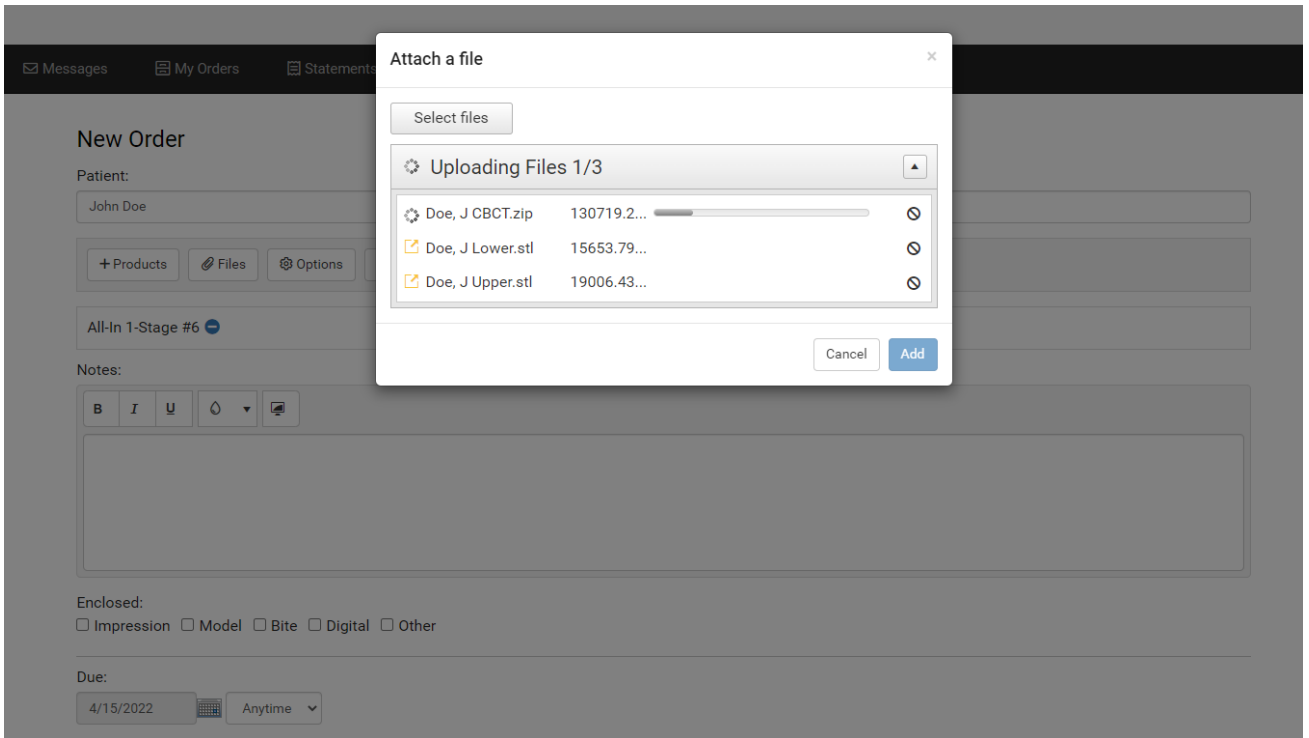 Messages My Orders Statements
Attach a file ×
Select files
Uploading Files 1/3
Doe, J CBCT.zip 130719.2...
Doe, J Lower.stl 15653.79...
Doe, J Upper.stl 19006.43...
Cancel Add
New Order
Patient:
John Doe
+ Products Files Options
All-In 1-Stage #6
Notes:
B I U
Enclosed:
Impression Model Bite Digital Other
Due:
4/15/2022 Anytime